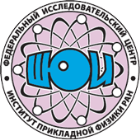 ФЕДЕРАЛЬНЫЙ ИССЛЕДОВАТЕЛЬСКИЙ ЦЕНТР
ИНСТИТУТ ПРИКЛАДНОЙ ФИЗИКИ РАН